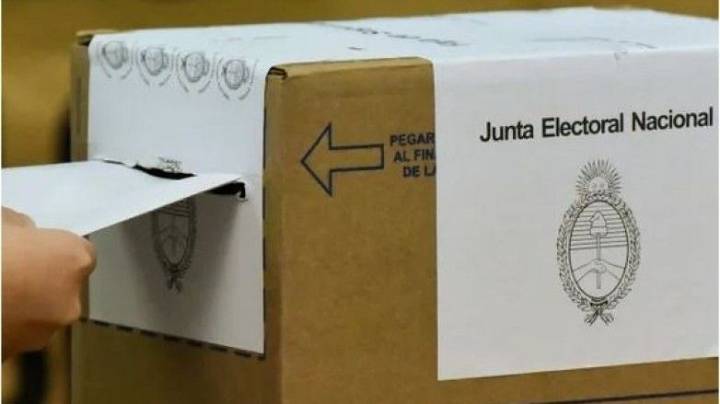 Junta Electoral Nacional
PEGAR
AL FIN
DE LA